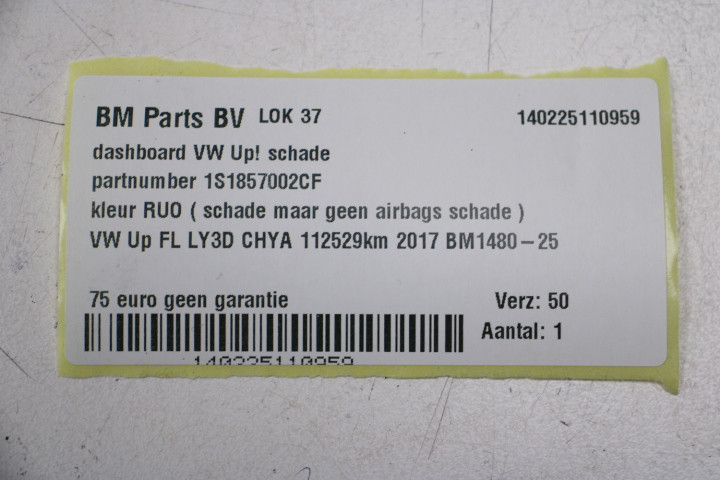 BM Parts BV LOK 37 140225110959
dashboard VW Up! schade
partnumber 1S1857002CF
kleur RUO ( schade maar geen airbags schade )
VW Up FL LY3D CHYA 112529km 2017 BM1480-25
75 euro geen garantie Verz: 50
Aantal: 1
140225110959